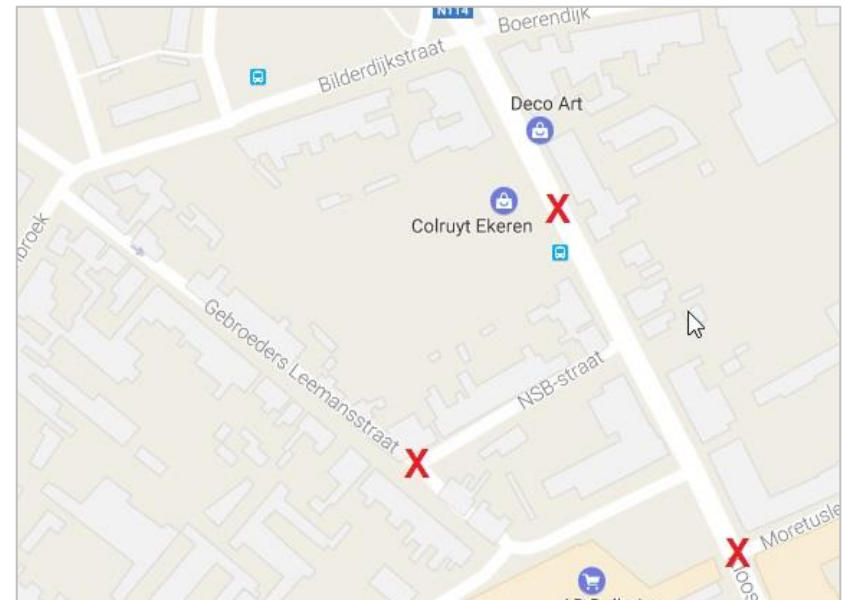 N114
Boerendijk
Bilderdijkstraat
Deco Art
X
Colruyt Ekeren
Gebroeders Leemansstraat
NSB-straat
X
X